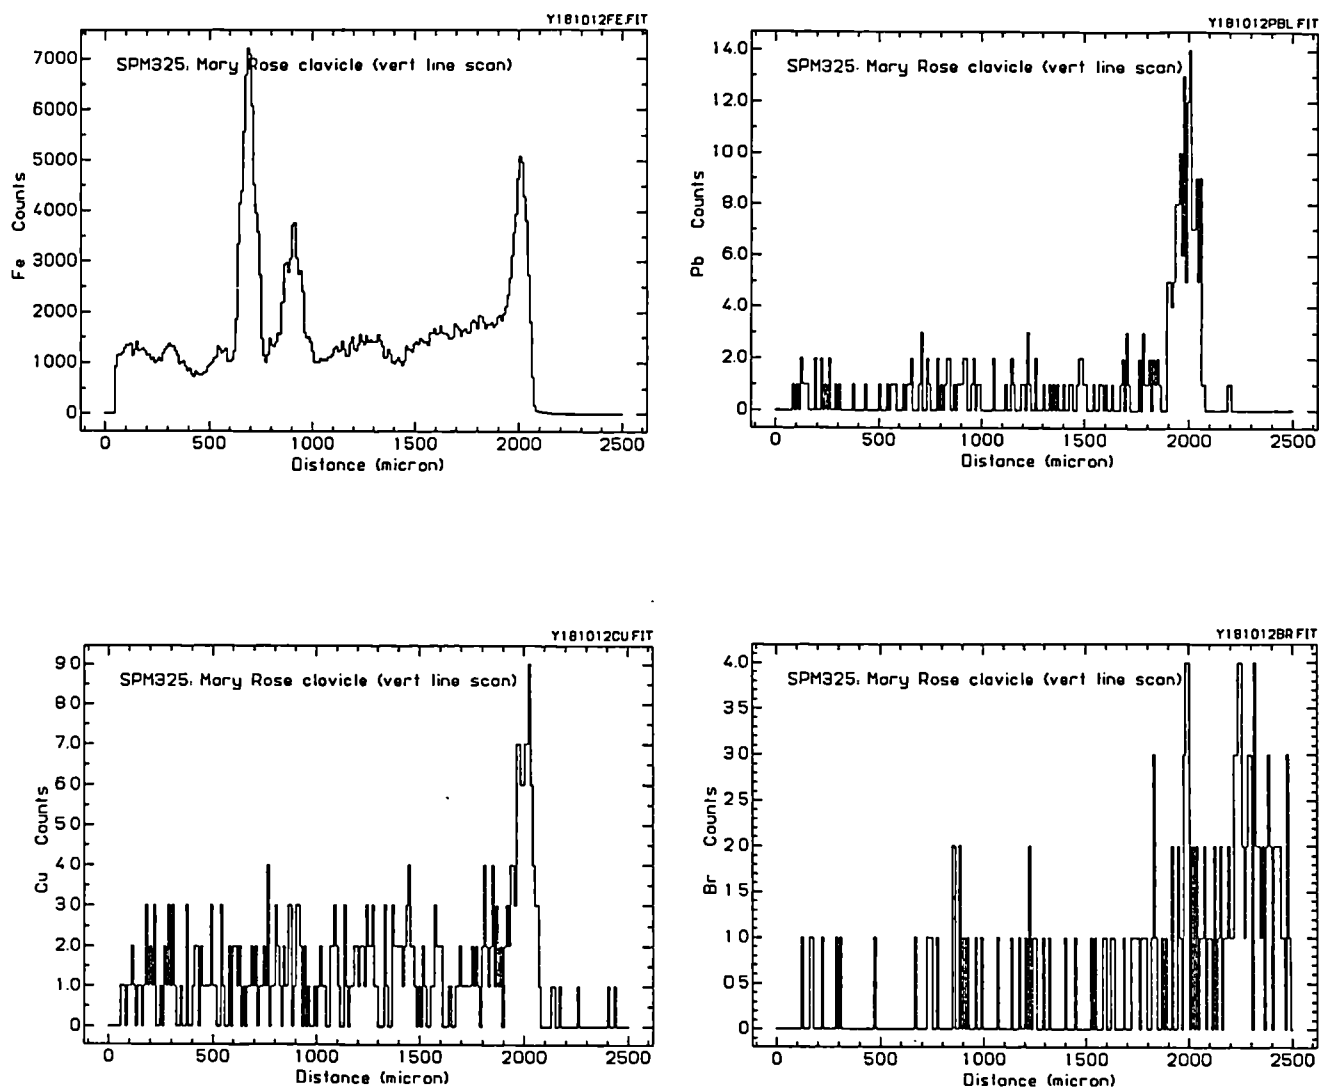 Y181012FE.FIT
SPM325: Mary Rose clavicle (vert line scan)
7000
6000
5000
4000
3000
2000
1000
0
Fe Counts
0 500 1000 1500 2000 2500
Distance (micron)
Y181012PBL.FIT
SPM325: Mary Rose clavicle (vert line scan)
14.0
12.0
10.0
8.0
6.0
4.0
2.0
0
Pb Counts
0 500 1000 1500 2000 2500
Distance (micron)
Y181012CU.FIT
SPM325: Mary Rose clavicle (vert line scan)
9.0
8.0
7.0
6.0
5.0
4.0
3.0
2.0
1.0
0
Cu Counts
0 500 1000 1500 2000 2500
Distance (micron)
Y181012BR.FIT
SPM325: Mary Rose clavicle (vert line scan)
4.0
3.5
3.0
2.5
2.0
1.5
1.0
0.5
0
Br Counts
0 500 1000 1500 2000 2500
Distance (micron)